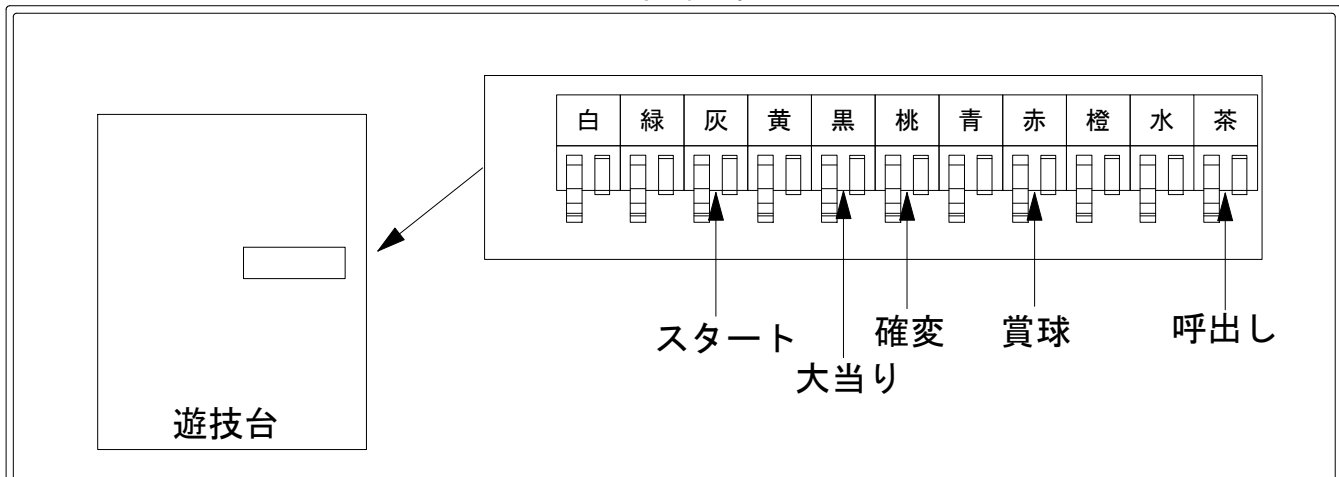 白 緑 灰 黄 黒 桃 青 赤 橙 水 茶
スタート
大当り
確変
賞球
呼出し
遊技台